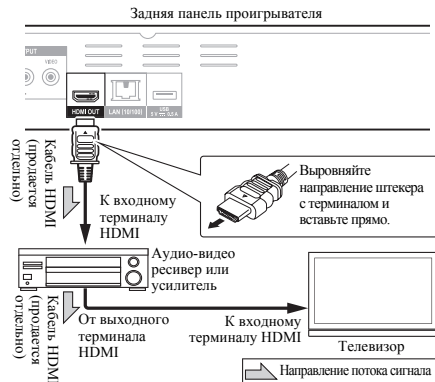 Задняя панель проигрывателя
VIDEO
HDMI OUT
LAN (10/100)
USB
Кабель HDMI
(продается
отдельно)
К входному
терминалу
HDMI
Выровняйте
направление штекера
с терминалом и
вставьте прямо.
Аудио-видео
ресивер или
усилитель
Кабель HDMI
(продается
отдельно)
От выходного
терминала
HDMI
К входному
терминалу HDMI
Телевизор
Направление потока сигнала